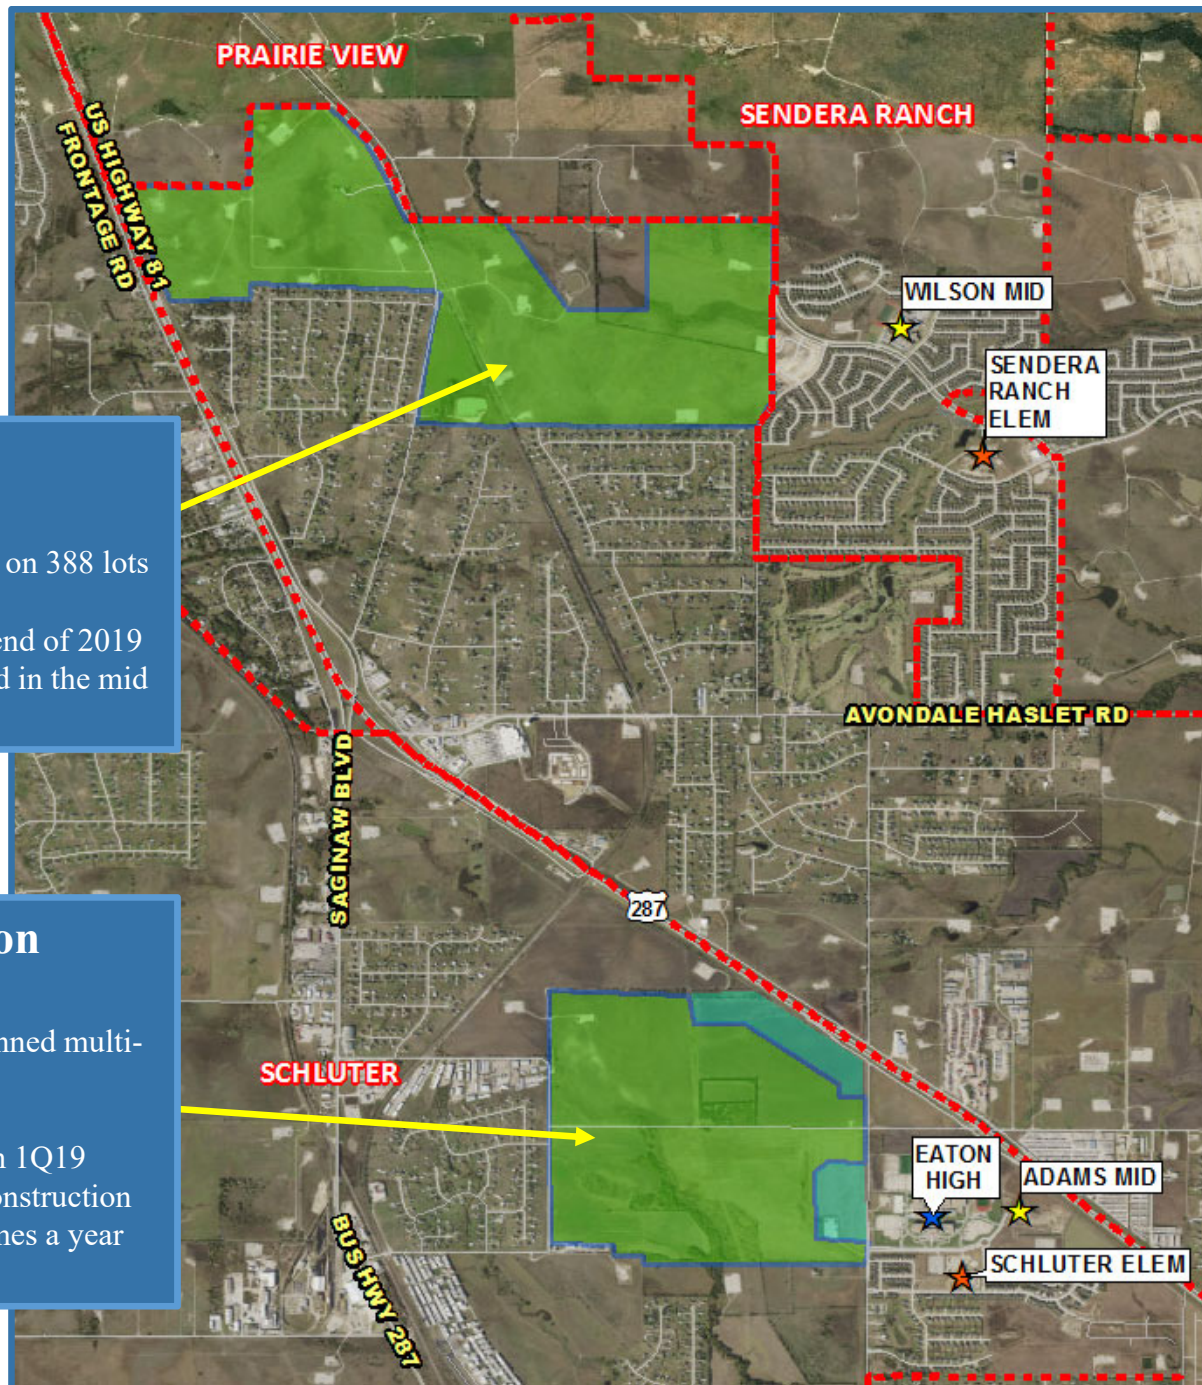 PRAIRIE VIEW
SENDERA RANCH
US HIGHWAY 81
FRONTAGE RD
WILSON MID
SENDERA
RANCH
ELEM
on 388 lots
end of 2019
d in the mid
AVONDALE HASLET RD
SAGINAW BLVD
287
on
nned multi-
SCHLUTER
n 1Q19
onstruction
nes a year
EATON
HIGH
ADAMS MID
SCHLUTER ELEM
BUS HWY 287